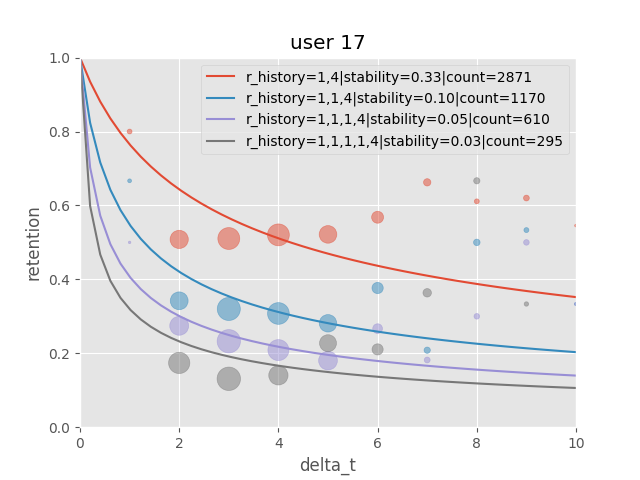 user 17
r_history=1,4|stability=0.33|count=2871
r_history=1,1,4|stability=0.10|count=1170
r_history=1,1,1,4|stability=0.05|count=610
r_history=1,1,1,1,4|stability=0.03|count=295
retention
1.0
0.8
0.6
0.4
0.2
0.0
0 2 4 6 8 10
delta_t